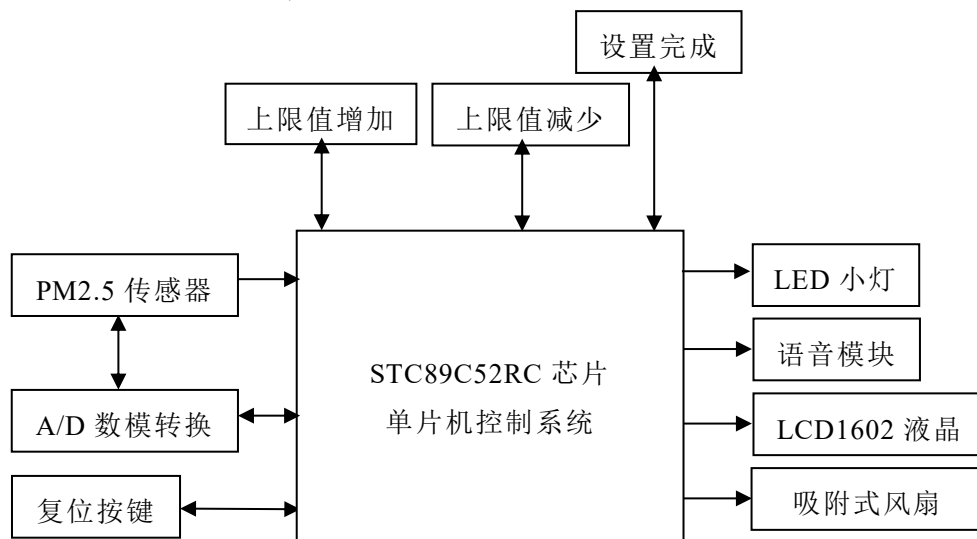 设置完成
上限值增加
上限值减少
PM2.5 传感器
LED 小灯
语音模块
STC89C52RC 芯片
单片机控制系统
A/D 数模转换
LCD1602 液晶
复位按键
吸附式风扇